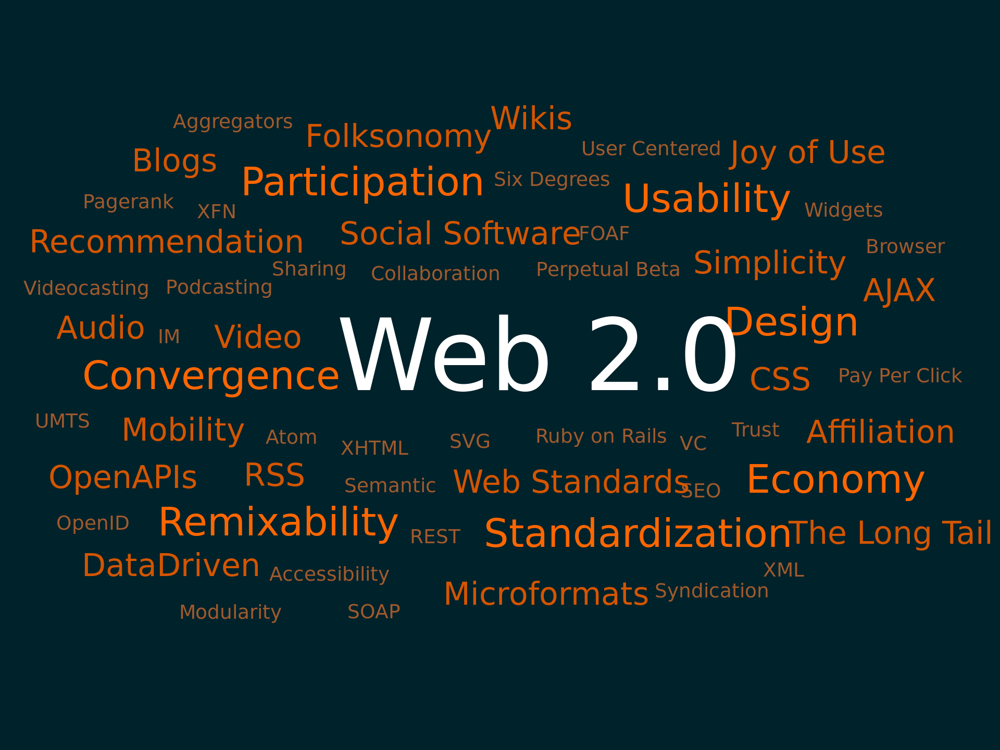 Wikis
Aggregators
Folksonomy
User Centered
Joy of Use
Blogs
Participation
Six Degrees
Usability
Pagerank
XFN
Widgets
Recommendation
Social Software
FOAF
Browser
Sharing
Collaboration
Perpetual Beta
Simplicity
Videocasting
Podcasting
AJAX
Audio
IM
Video
Web 2.0
Design
Convergence
CSS
Pay Per Click
UMTS
Mobility
Atom
XHTML
SVG
Ruby on Rails
VC
Trust
Affiliation
OpenAPIs
RSS
Semantic
Web Standards
SEO
Economy
OpenID
Remixability
REST
Standardization
The Long Tail
DataDriven
Accessibility
XML
Microformats
Syndication
Modularity
SOAP